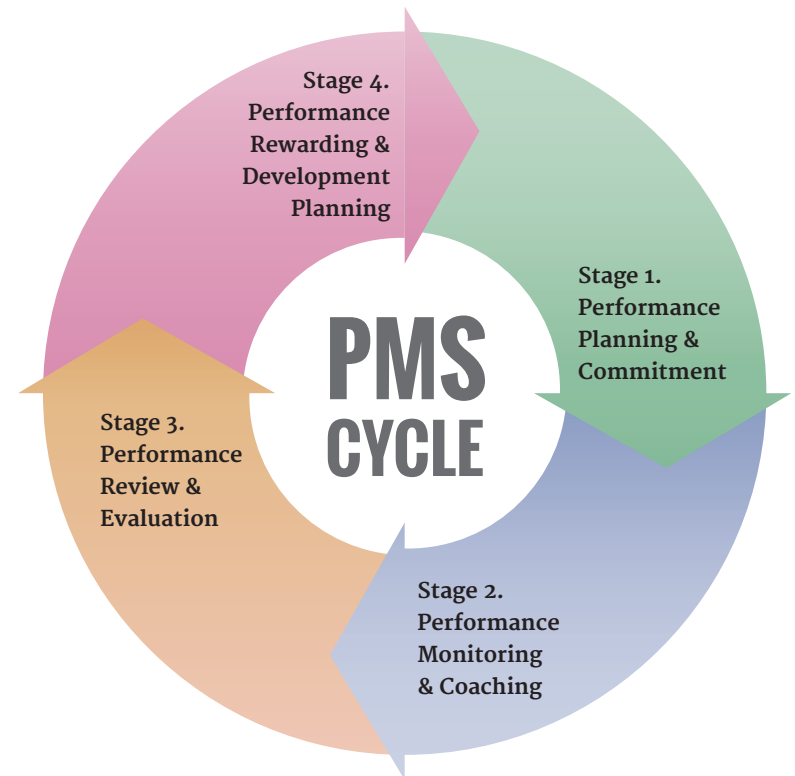 PMS
CYCLE
Stage 1.
Performance
Planning &
Commitment
Stage 2.
Performance
Monitoring
& Coaching
Stage 3.
Performance
Review &
Evaluation
Stage 4.
Performance
Rewarding &
Development
Planning